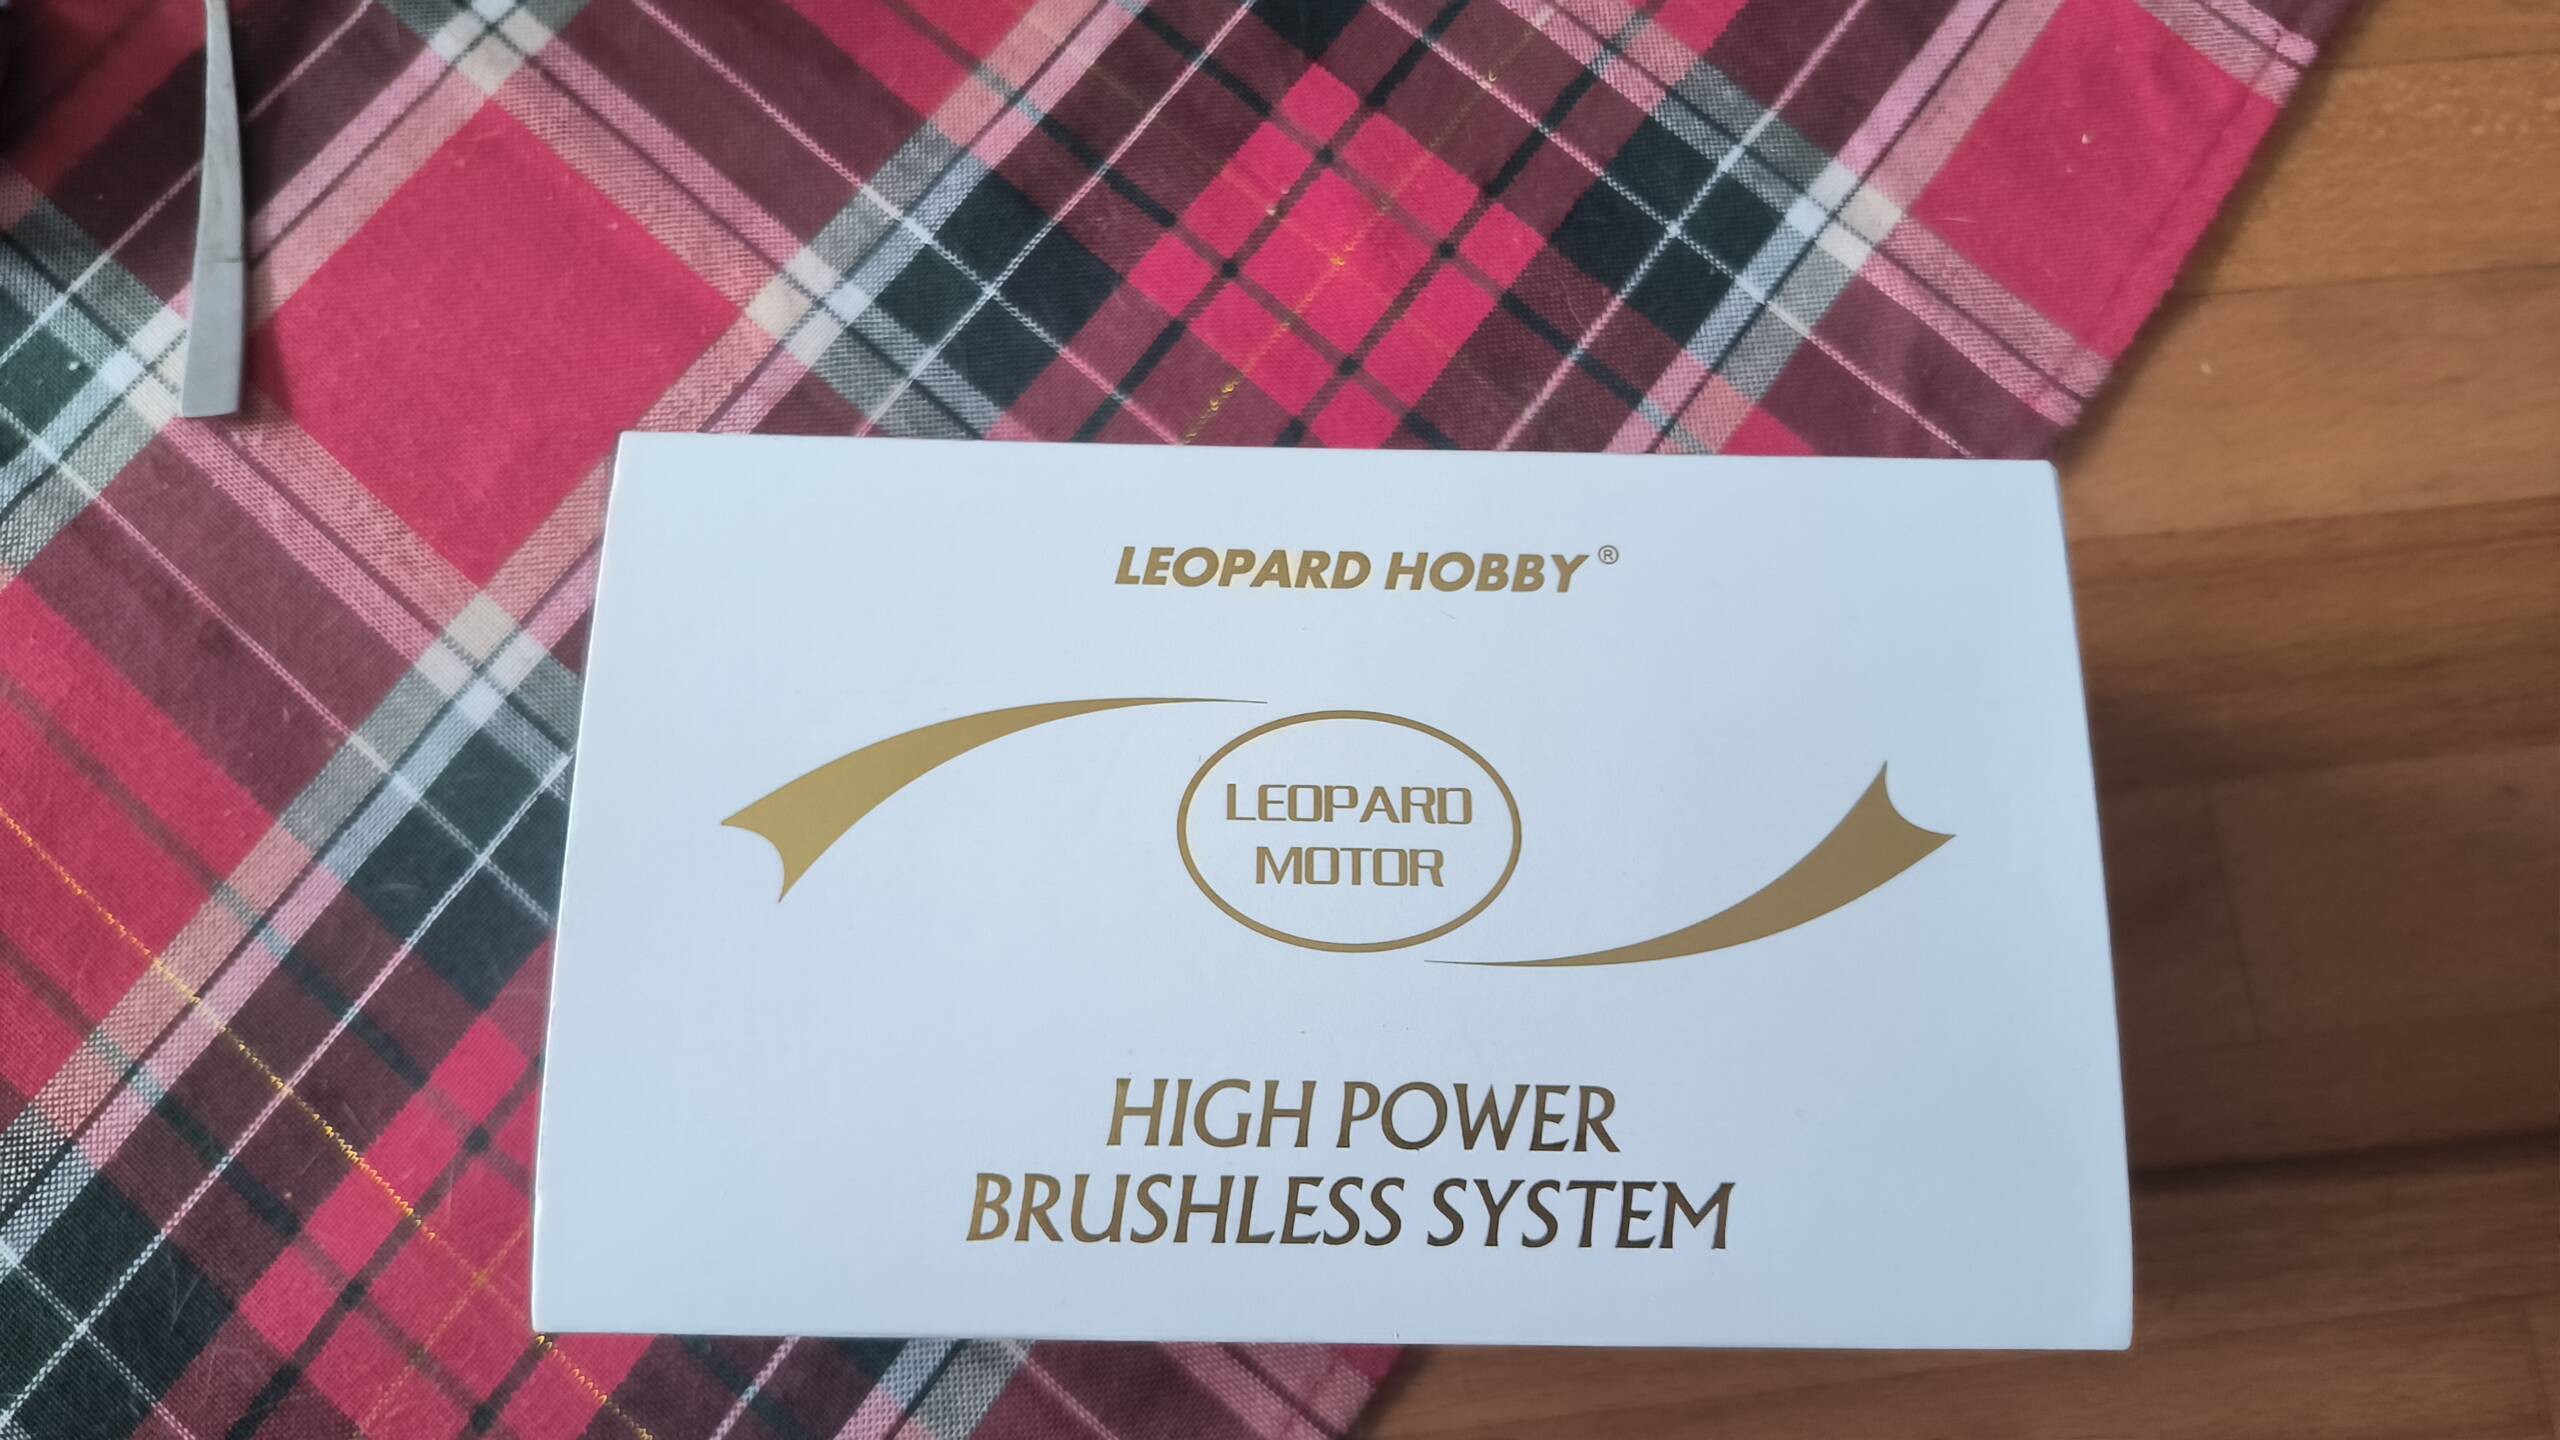 LEOPARD HOBBY®
LEOPARD
MOTOR
HIGH POWER
BRUSHLESS SYSTEM